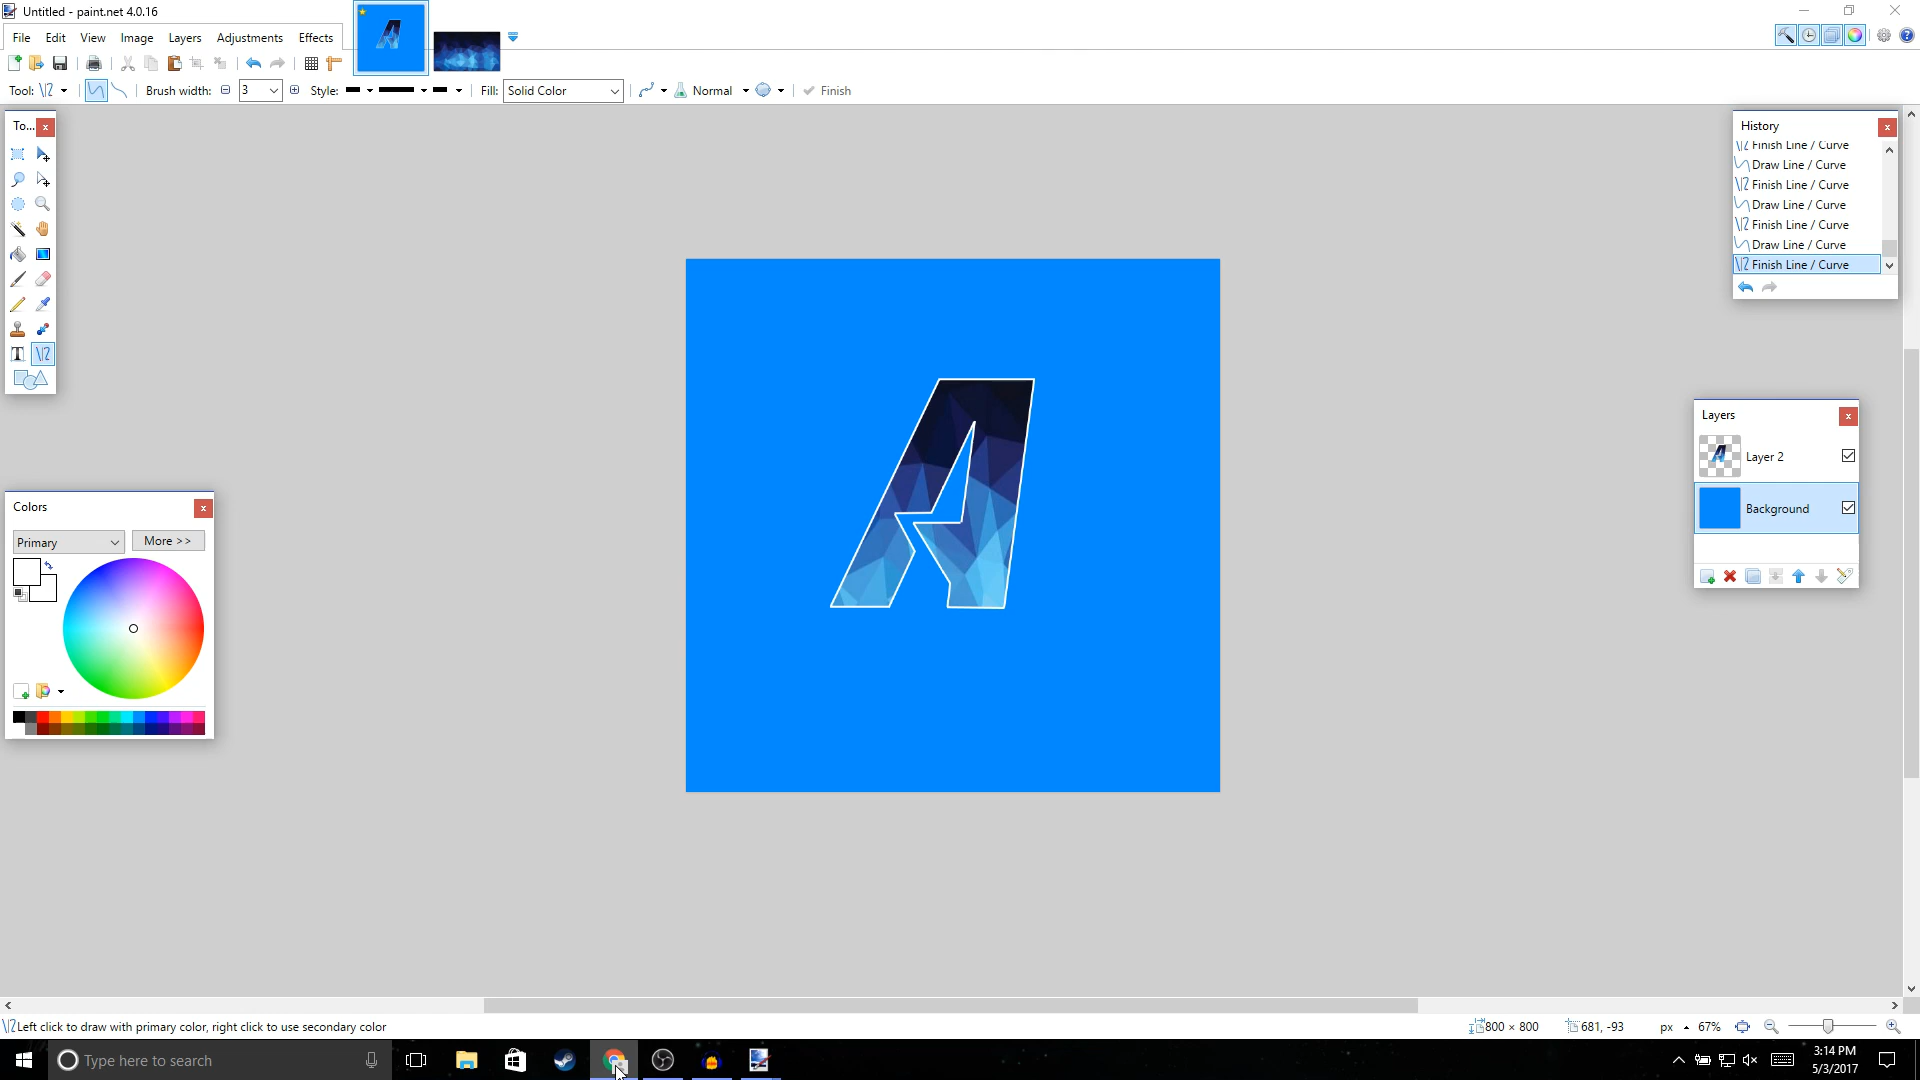 Untitled - paint.net 4.0.16
File Edit View Image Layers Adjustments Effects
Tool: Brush width: 3 Style: Fill: Solid Color Normal Finish
To...
History
Finish Line / Curve
Draw Line / Curve
Finish Line / Curve
Draw Line / Curve
Finish Line / Curve
Draw Line / Curve
Finish Line / Curve
Layers
Layer 2
Background
Colors
Primary More >>
Left click to draw with primary color, right click to use secondary color 800 × 800 681, -93 px 67%
Type here to search
3:14 PM
5/3/2017